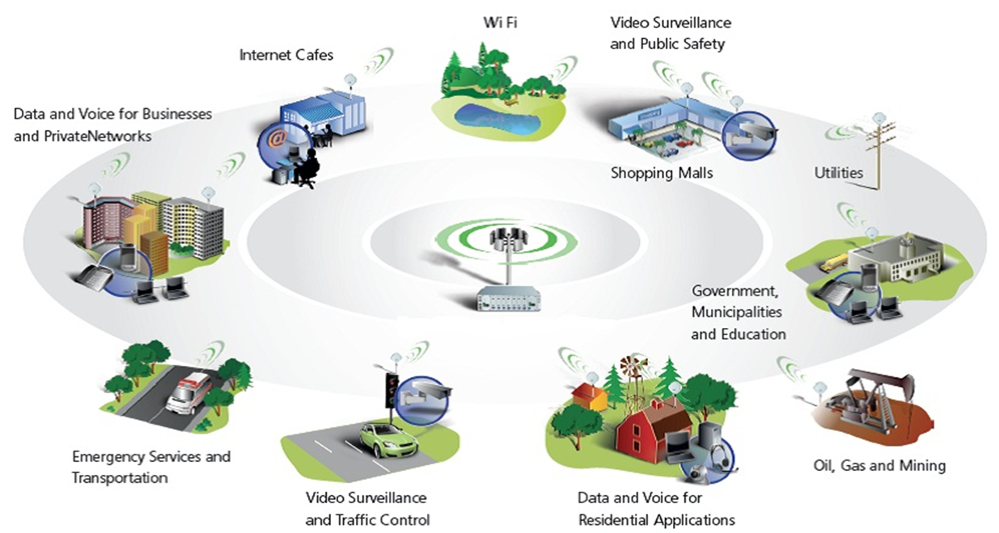 Wi Fi
Video Surveillance
and Public Safety
Internet Cafes
Data and Voice for Businesses
and PrivateNetworks
@
Shopping Malls
Utilities
Government,
Municipalities
and Education
Emergency Services and
Transportation
Video Surveillance
and Traffic Control
Data and Voice for
Residential Applications
Oil, Gas and Mining